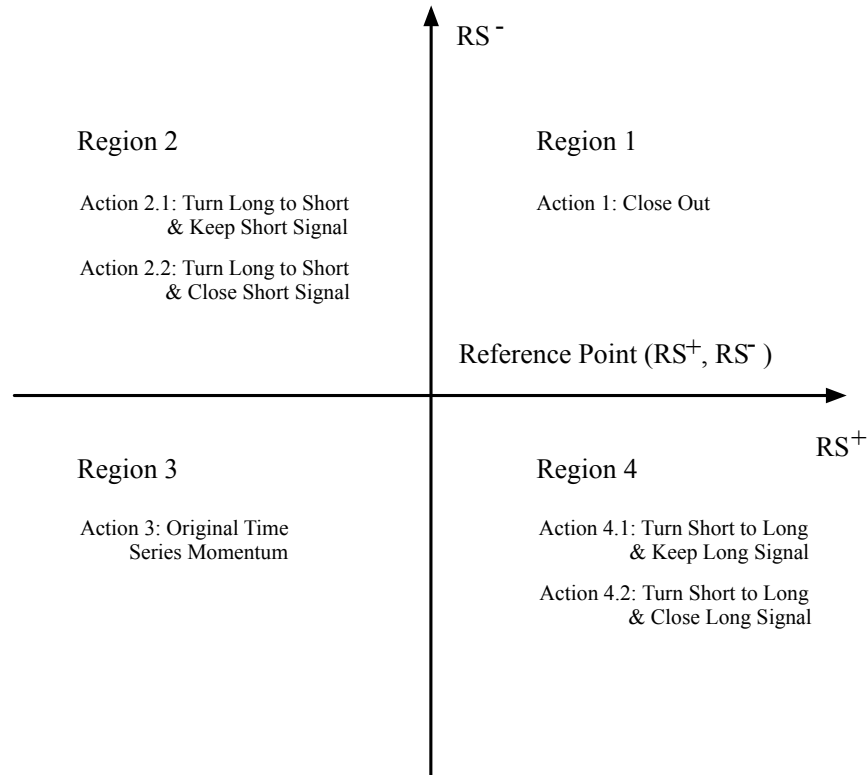 RS⁻
Region 2
Action 2.1: Turn Long to Short
& Keep Short Signal
Action 2.2: Turn Long to Short
& Close Short Signal
Region 1
Action 1: Close Out
Reference Point (RS⁺, RS⁻ )
RS⁺
Region 3
Action 3: Original Time
Series Momentum
Region 4
Action 4.1: Turn Short to Long
& Keep Long Signal
Action 4.2: Turn Short to Long
& Close Long Signal